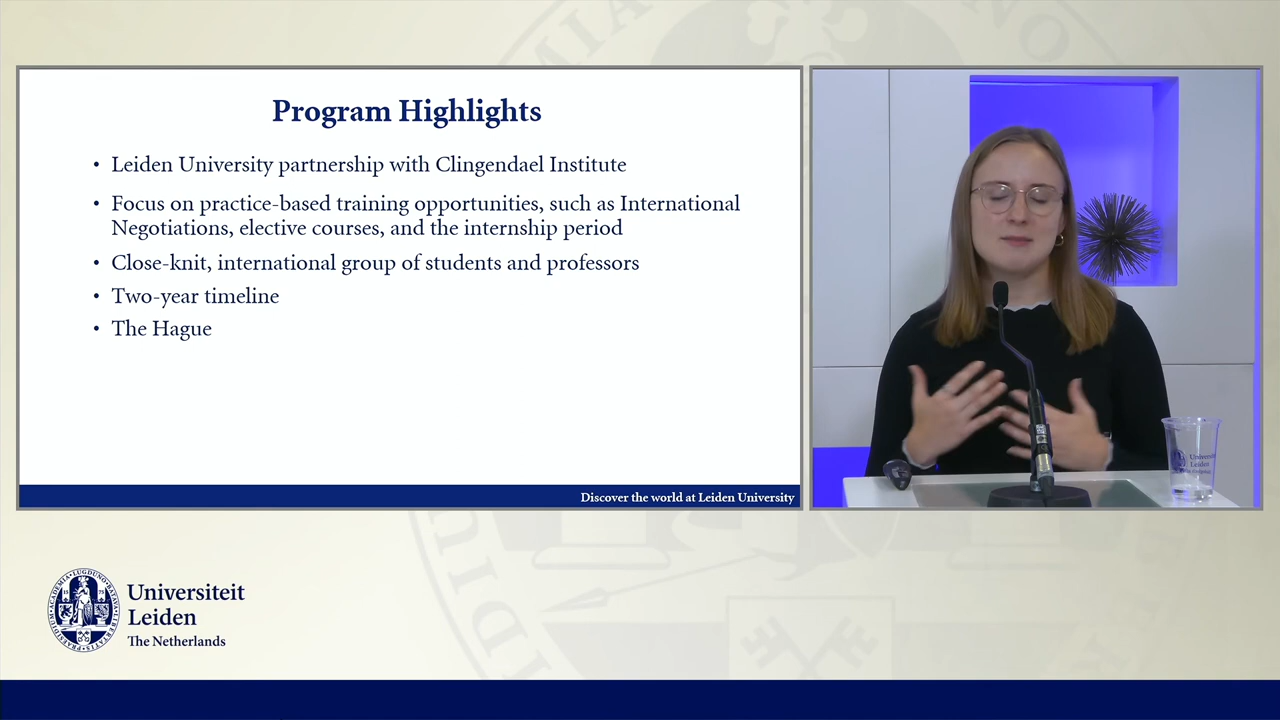 Program Highlights
• Leiden University partnership with Clingendael Institute
• Focus on practice-based training opportunities, such as International
Negotiations, elective courses, and the internship period
• Close-knit, international group of students and professors
• Two-year timeline
• The Hague
Discover the world at Leiden University
Universiteit
Leiden
The Netherlands